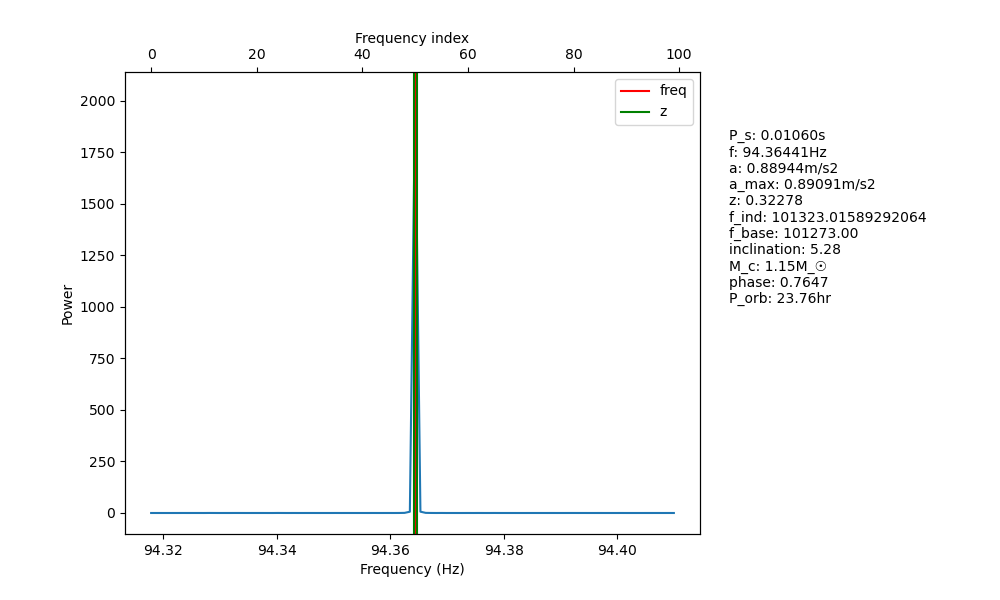 Frequency index
0 20 40 60 80 100
freq
z
2000
1750
1500
1250
1000
750
500
250
0
Power
94.32 94.34 94.36 94.38 94.40
Frequency (Hz)
P_s: 0.01060s
f: 94.36441Hz
a: 0.88944m/s2
a_max: 0.89091m/s2
z: 0.32278
f_ind: 101323.01589292064
f_base: 101273.00
inclination: 5.28
M_c: 1.15M_☉
phase: 0.7647
P_orb: 23.76hr